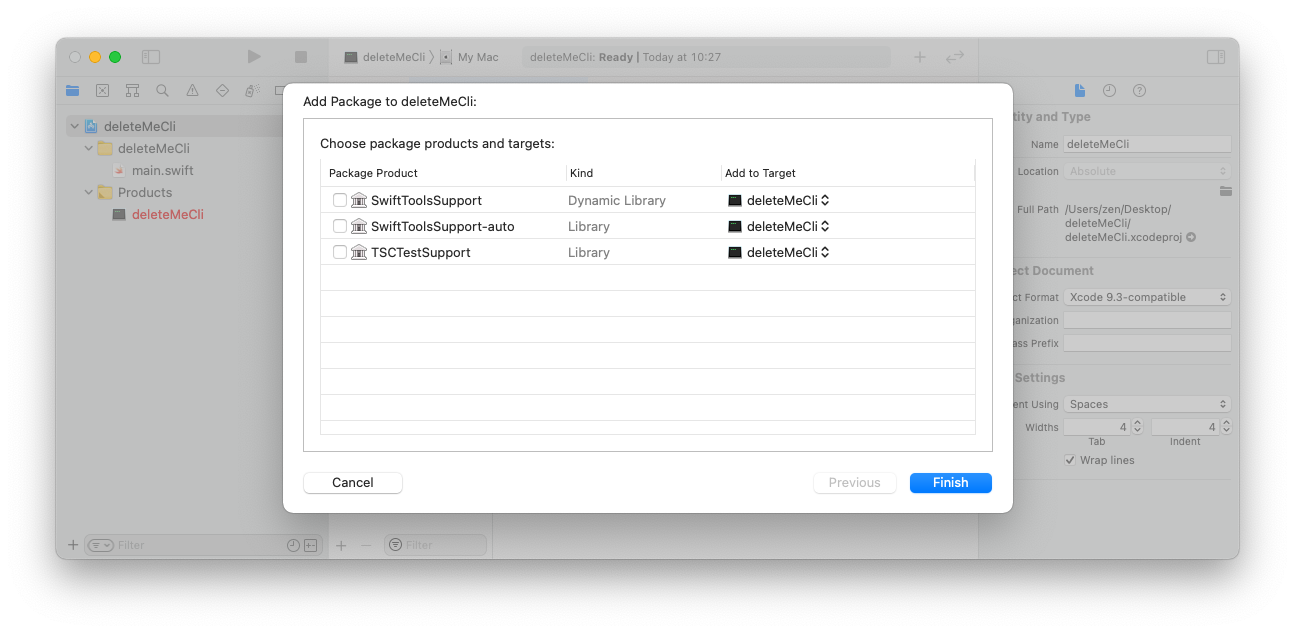 deleteMeCli
My Mac
deleteMeCli: Ready | Today at 10:27
Add Package to deleteMeCli:
Choose package products and targets:
Package Product Kind Add to Target
SwiftToolsSupport Dynamic Library deleteMeCli
SwiftToolsSupport-auto Library deleteMeCli
TSCTestSupport Library deleteMeCli
Cancel Previous Finish
deleteMeCli
deleteMeCli
main.swift
Products
deleteMeCli
Filter
Filter
tity and Type
Name deleteMeCli
Location Absolute
Full Path /Users/zen/Desktop/
deleteMeCli/
deleteMeCli.xcodeproj
ect Document
ct Format Xcode 9.3-compatible
ganization
ass Prefix
Settings
ent Using Spaces
Widths 4 4
Tab Indent
Wrap lines